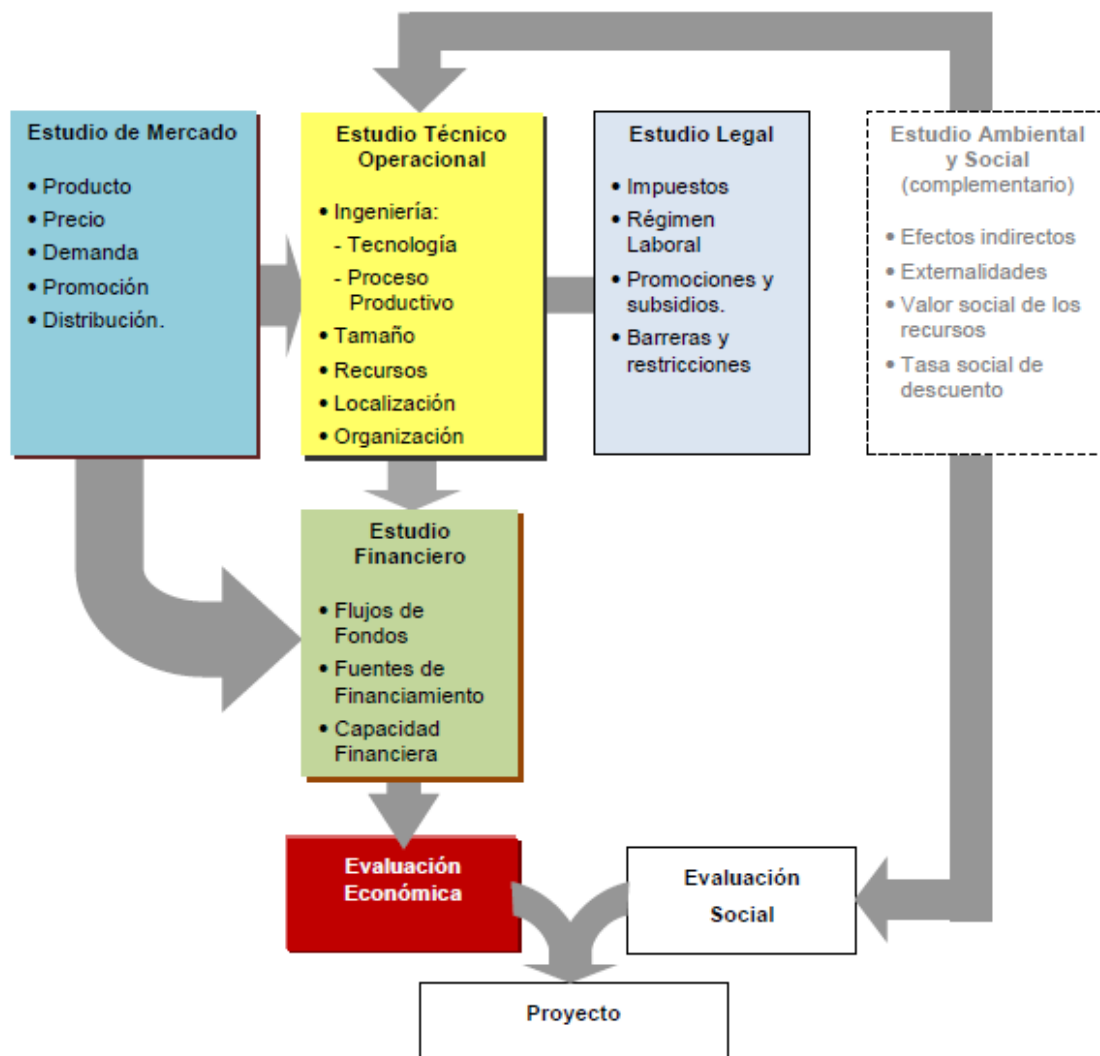 Estudio de Mercado
• Producto
• Precio
• Demanda
• Promoción
• Distribución.
Estudio Técnico
Operacional
• Ingeniería:
- Tecnología
- Proceso
Productivo
• Tamaño
• Recursos
• Localización
• Organización
Estudio Legal
• Impuestos
• Régimen
Laboral
• Promociones y
subsidios.
• Barreras y
restricciones
Estudio Ambiental
y Social
(complementario)
• Efectos indirectos
• Externalidades
• Valor social de los
recursos
• Tasa social de
descuento
Estudio
Financiero
• Flujos de
Fondos
• Fuentes de
Financiamiento
• Capacidad
Financiera
Evaluación
Económica
Evaluación
Social
Proyecto